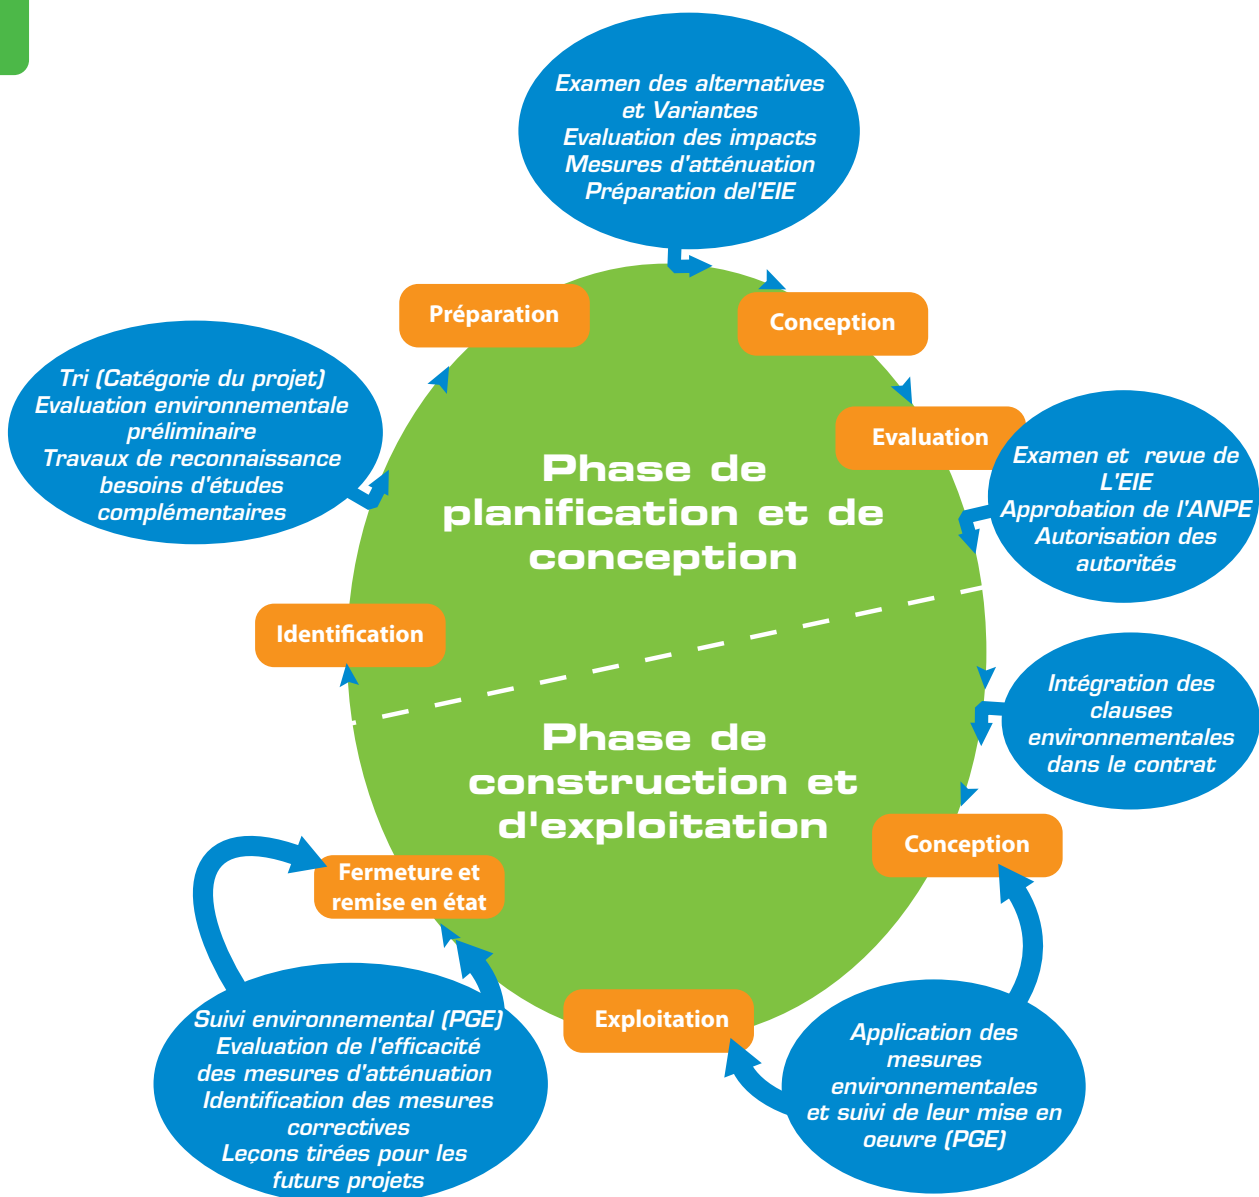 Examen des alternatives
et Variantes
Evaluation des impacts
Mesures d'atténuation
Préparation del'EIE
Préparation
Conception
Tri (Catégorie du projet)
Evaluation environnementale
préliminaire
Travaux de reconnaissance
besoins d'études
complémentaires
Evaluation
Examen et revue de
L'EIE
Approbation de l'ANPE
Autorisation des
autorités
Phase de
planification et de
conception
Identification
Intégration des
clauses
environnementales
dans le contrat
Phase de
construction et
d'exploitation
Conception
Fermeture et
remise en état
Exploitation
Suivi environnemental (PGE)
Evaluation de l'efficacité
des mesures d'atténuation
Identification des mesures
correctives
Leçons tirées pour les
futurs projets
Application des
mesures
environnementales
et suivi de leur mise en
oeuvre (PGE)